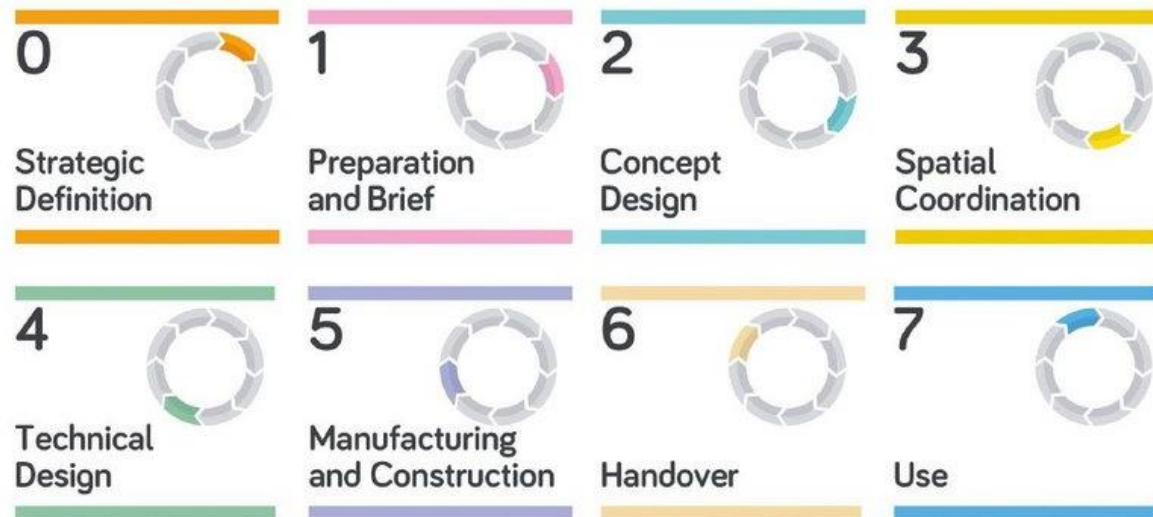 0
Strategic
Definition
1
Preparation
and Brief
2
Concept
Design
3
Spatial
Coordination
4
Technical
Design
5
Manufacturing
and Construction
6
Handover
7
Use